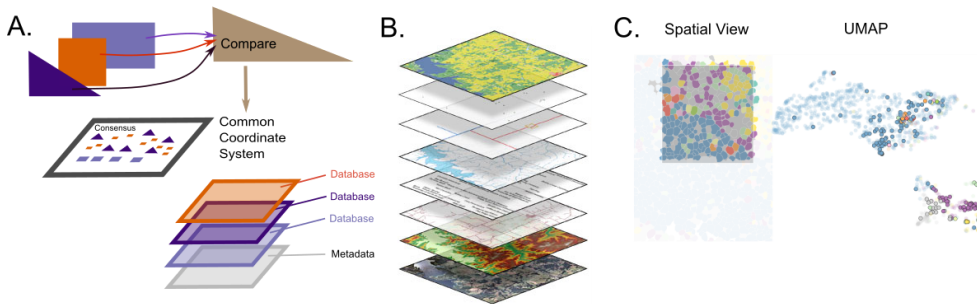 A.
Compare
Consensus
Common
Coordinate
System
Database
Database
Database
Metadata
B.
C.
Spatial View
UMAP